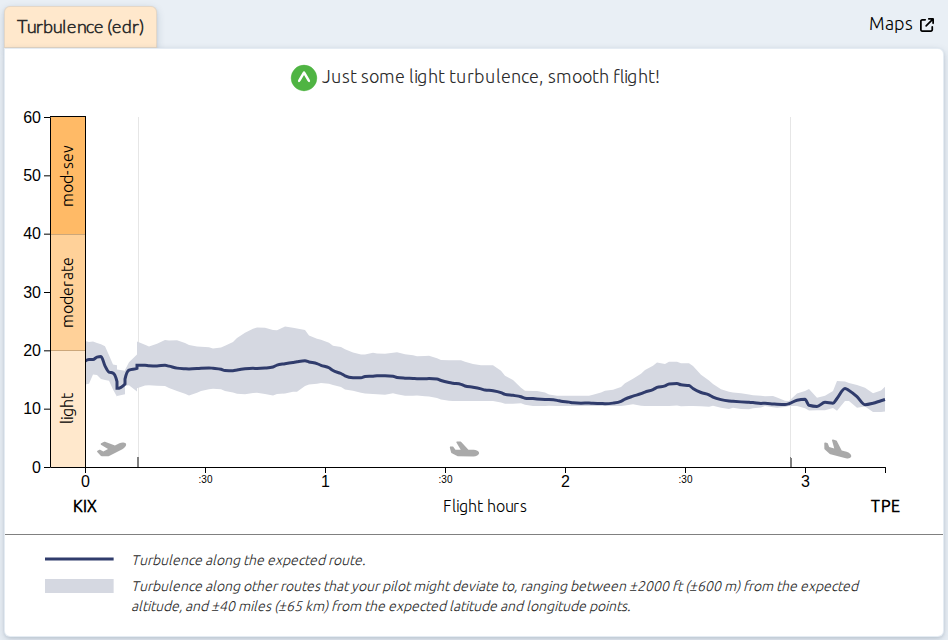 Turbulence (edr)
Maps
Just some light turbulence, smooth flight!
60
50
40
30
20
10
0
mod-sev
moderate
light
0
:30
1
:30
2
:30
3
KIX
Flight hours
TPE
Turbulence along the expected route.
Turbulence along other routes that your pilot might deviate to, ranging between ±2000 ft (±600 m) from the expected
altitude, and ±40 miles (±65 km) from the expected latitude and longitude points.